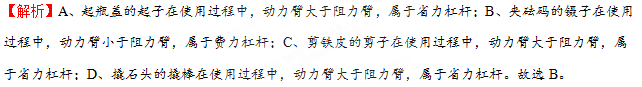 【解析】A、起瓶盖的起子在使用过程中，动力臂大于阻力臂，属于省力杠杆；B、夹砝码的镊子在使用
过程中，动力臂小于阻力臂，属于费力杠杆；C、剪铁皮的剪子在使用过程中，动力臂大于阻力臂，属
于省力杠杆；D、撬石头的撬棒在使用过程中，动力臂大于阻力臂，属于省力杠杆。故选 B。